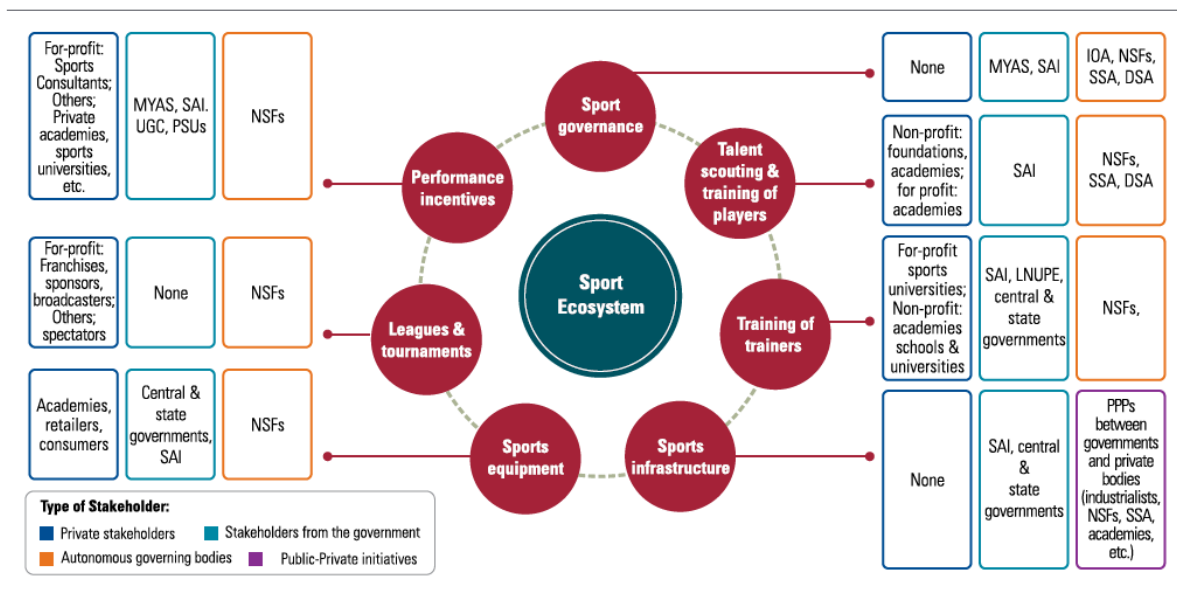 For-profit:
Sports
Consultants;
Others;
Private
academies,
sports
universities,
etc.
MYAS, SAI.
UGC, PSUs
NSFs
Performance
incentives
For-profit:
Franchises,
sponsors,
broadcasters;
Others;
spectators
None
NSFs
Leagues &
tournaments
Academies,
retailers,
consumers
Central &
state
governments,
SAI
NSFs
Sports
equipment
Sport
Ecosystem
Sport
governance
None
MYAS, SAI
IOA, NSFs,
SSA, DSA
Talent
scouting &
training of
players
Non-profit:
foundations,
academies;
for profit:
academies
SAI
NSFs,
SSA, DSA
Training of
trainers
For-profit
sports
universities;
Non-profit:
academies
schools &
universities
SAI, LNUPE,
central &
state
governments
NSFs,
Sports
infrastructure
None
SAI, central
&
state
governments
PPPs
between
governments
and private
bodies
(industrialists,
NSFs, SSA,
academies,
etc.)
Type of Stakeholder:
Private stakeholders
Stakeholders from the government
Autonomous governing bodies
Public-Private initiatives